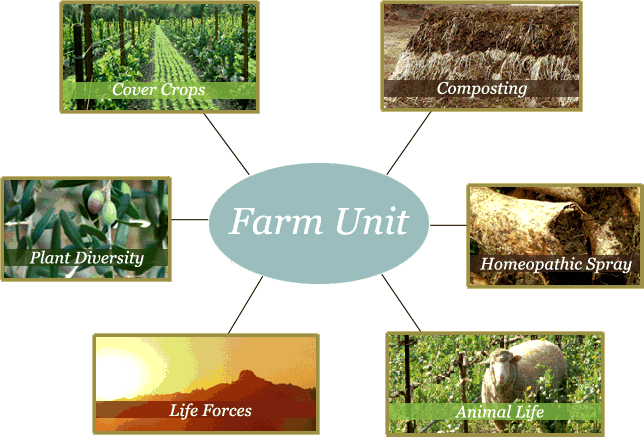 Cover Crops
Composting
Farm Unit
Plant Diversity
Homeopathic Spray
Life Forces
Animal Life